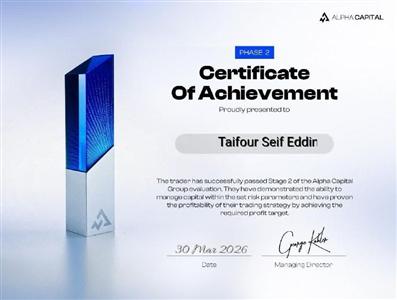 ALPHA CAPITAL
PHASE 2
Certificate
Of Achievement
Proudly presented to
Taifour Seif Eddin
The trader has successfully passed Stage 2 of the Alpha Capital
Group evaluation. They have demonstrated the ability to
manage capital within the set risk parameters and have proven
the profitability of their trading strategy by achieving the
required profit target.
30 Mar 2026
Date
Managing Director